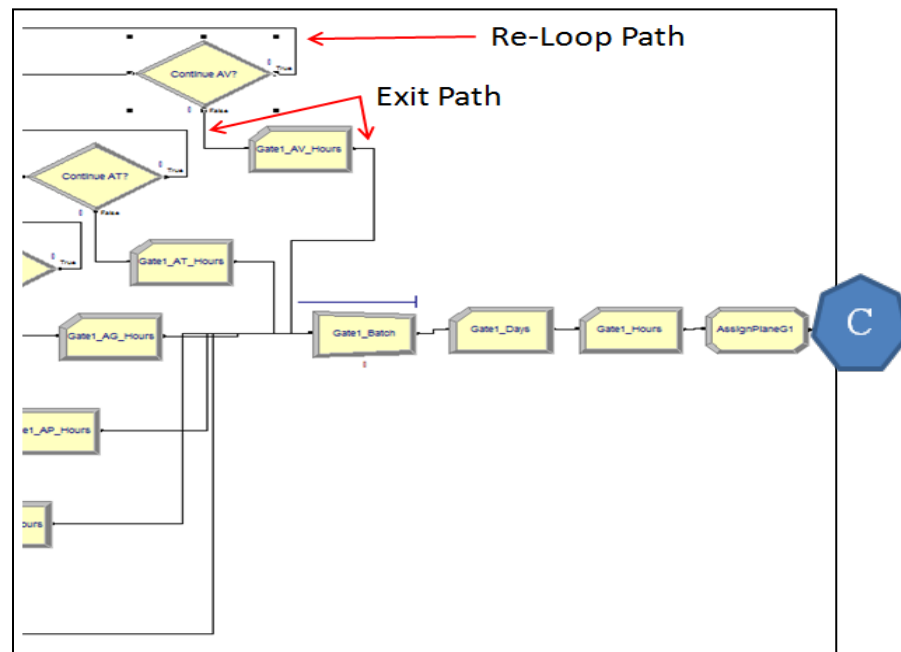 Re-Loop Path
Continue AV?
True
False
Exit Path
Gate1_AV_Hours
Continue AT?
True
False
True
Gate1_AT_Hours
Gate1_AG_Hours
Gate1_Batch
Gate1_Days
Gate1_Hours
AssignPlaneG1
C
e1_AP_Hours
ours